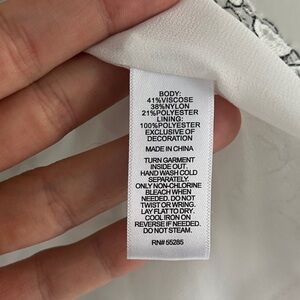 BODY:
41%VISCOSE
38%NYLON
21%POLYESTER
LINING:
100%POLYESTER
EXCLUSIVE OF
DECORATION
MADE IN CHINA
TURN GARMENT
INSIDE OUT.
HAND WASH COLD
SEPARATELY.
ONLY NON-CHLORINE
BLEACH WHEN
NEEDED. DO NOT
TWIST OR WRING.
LAY FLAT TO DRY.
COOL IRON ON
REVERSE IF NEEDED.
DO NOT STEAM.
RN# 55285